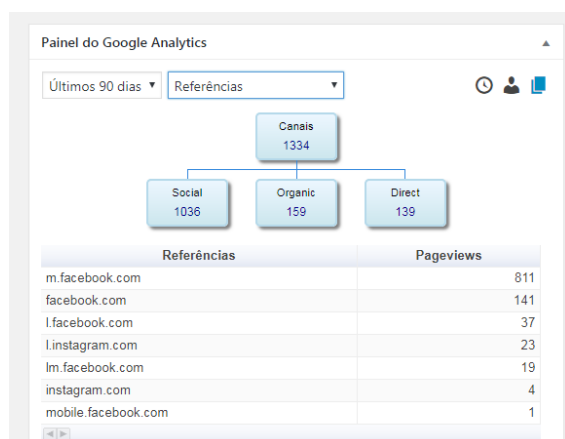 Painel do Google Analytics
Últimos 90 dias Referências
Canais
1334
Social Organic Direct
1036 159 139
Referências Pageviews
m.facebook.com 811
facebook.com 141
l.facebook.com 37
l.instagram.com 23
lm.facebook.com 19
instagram.com 4
mobile.facebook.com 1